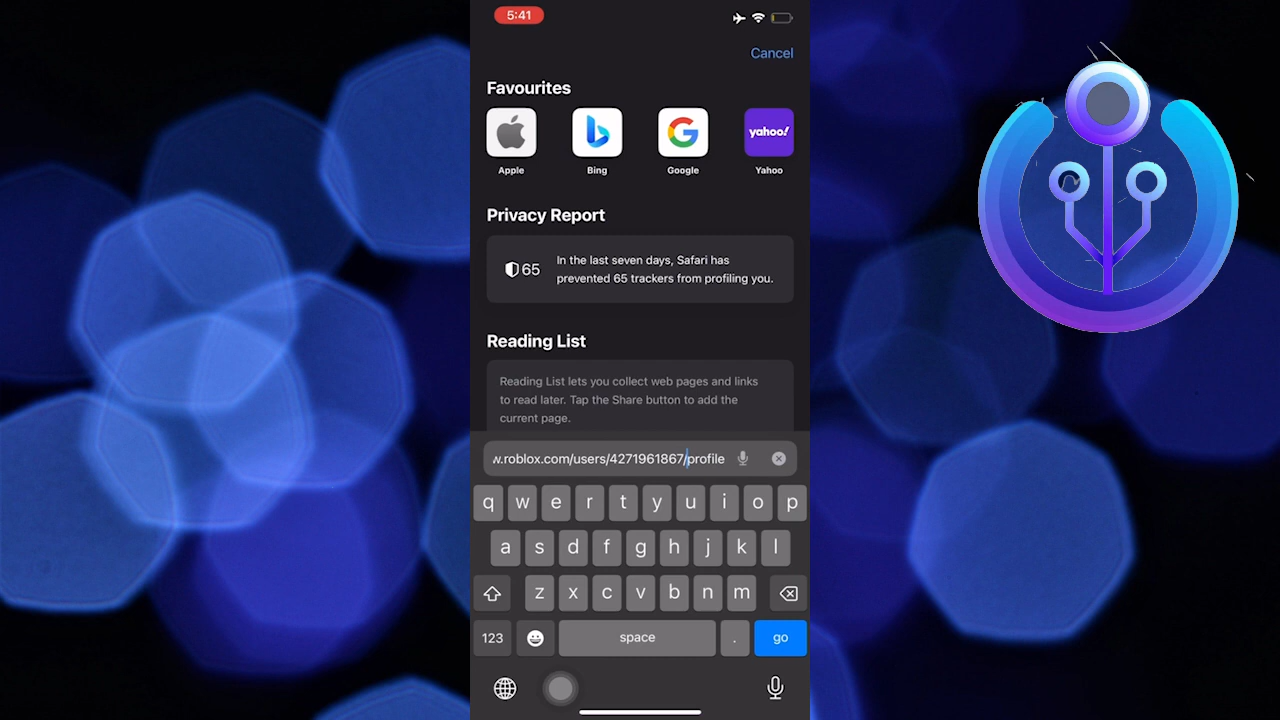 5:41
Cancel
Favourites
Apple
Bing
Google
yahoo!
Yahoo
Privacy Report
65
In the last seven days, Safari has
prevented 65 trackers from profiling you.
Reading List
Reading List lets you collect web pages and links
to read later. Tap the Share button to add the
current page.
w.roblox.com/users/4271961867/profile
q w e r t y u i o p
a s d f g h j k l
z x c v b n m
123 space . go